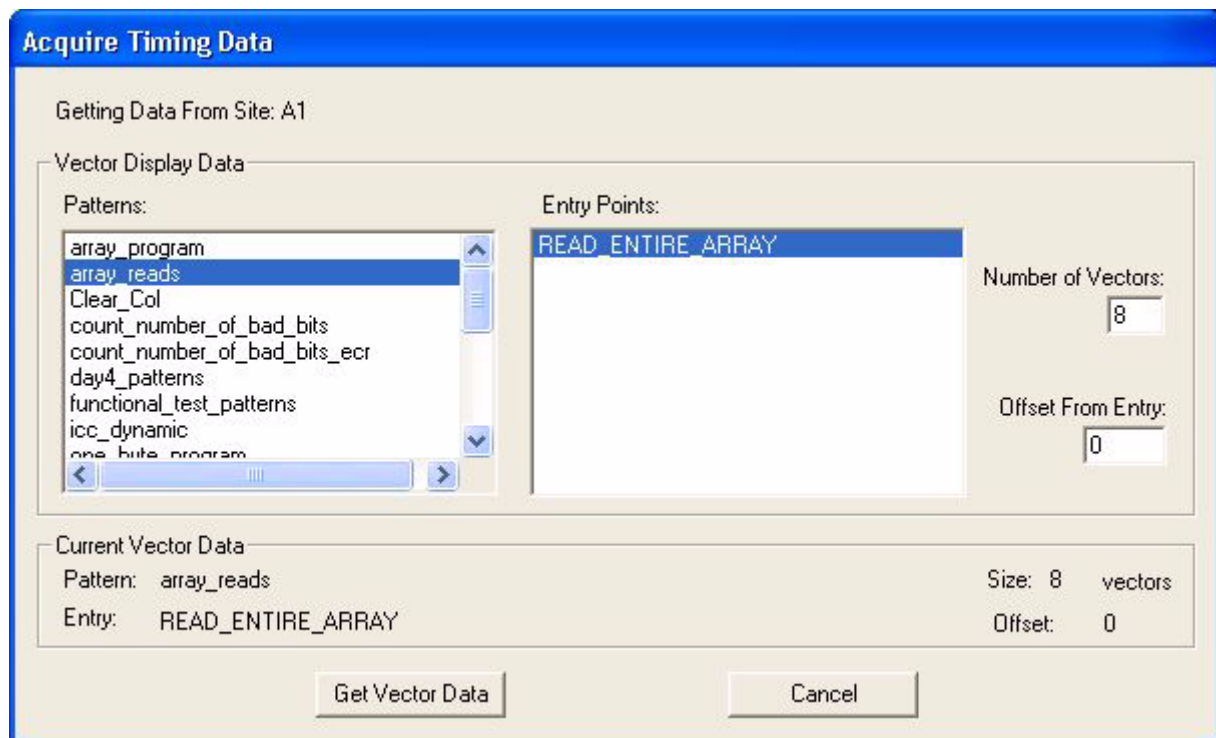 Acquire Timing Data
Getting Data From Site: A1
Vector Display Data
Patterns:
array_program
array_reads
Clear_Col
count_number_of_bad_bits
count_number_of_bad_bits_ecr
day4_patterns
functional_test_patterns
icc_dynamic
one_byte_program
Entry Points:
READ_ENTIRE_ARRAY
Number of Vectors:
8
Offset From Entry:
0
Current Vector Data
Pattern: array_reads
Size: 8 vectors
Entry: READ_ENTIRE_ARRAY
Offset: 0
Get Vector Data
Cancel